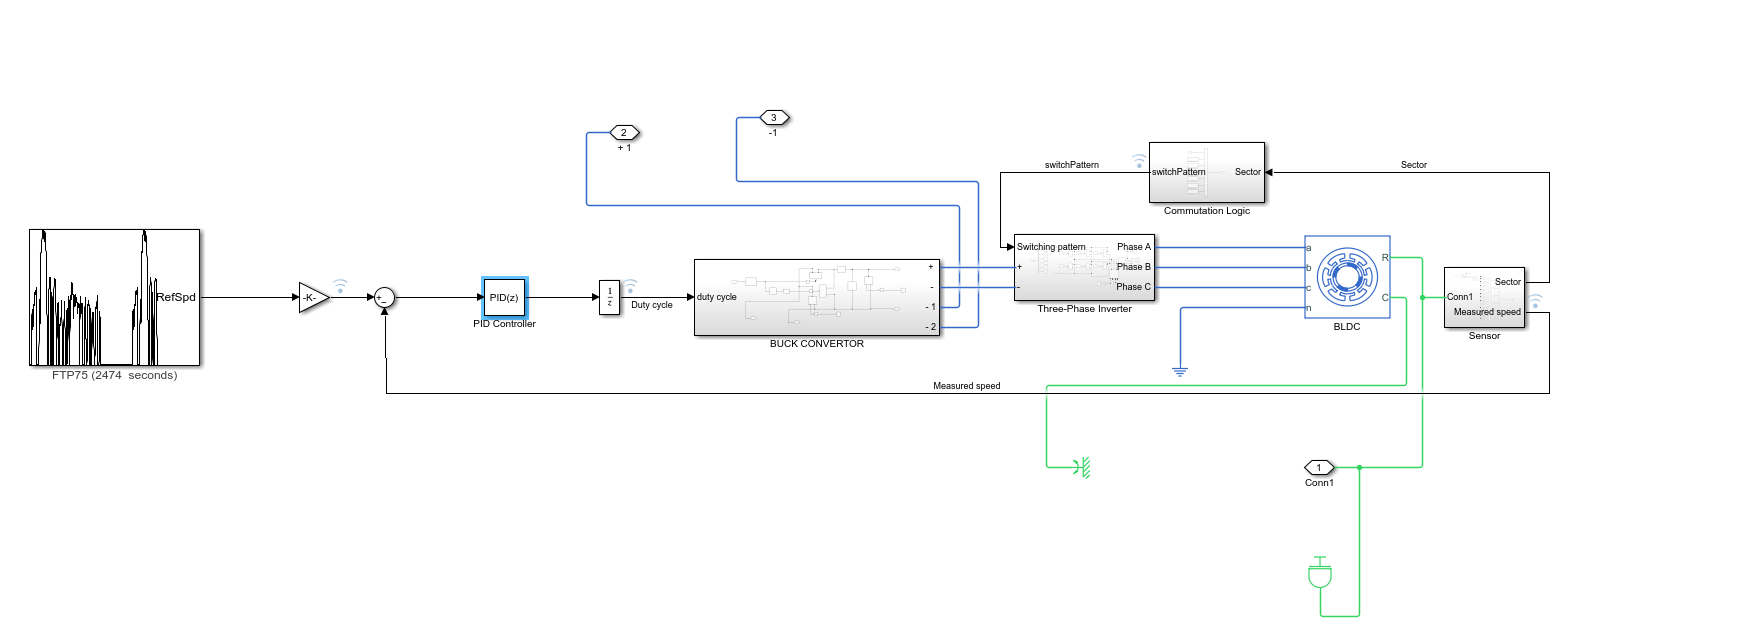 2
+ 1
3
-1
switchPattern
switchPattern
Sector
Commutation Logic
Sector
RefSpd
FTP75 (2474 seconds)
-K-
+
−
PID(z)
PID Controller
1
z
Duty cycle
duty cycle
+
-
- 1
- 2
BUCK CONVERTOR
Switching pattern
+
-
Phase A
Phase B
Phase C
Three-Phase Inverter
a
b
c
n
R
C
BLDC
Conn1
Sector
Measured speed
Sensor
Measured speed
1
Conn1